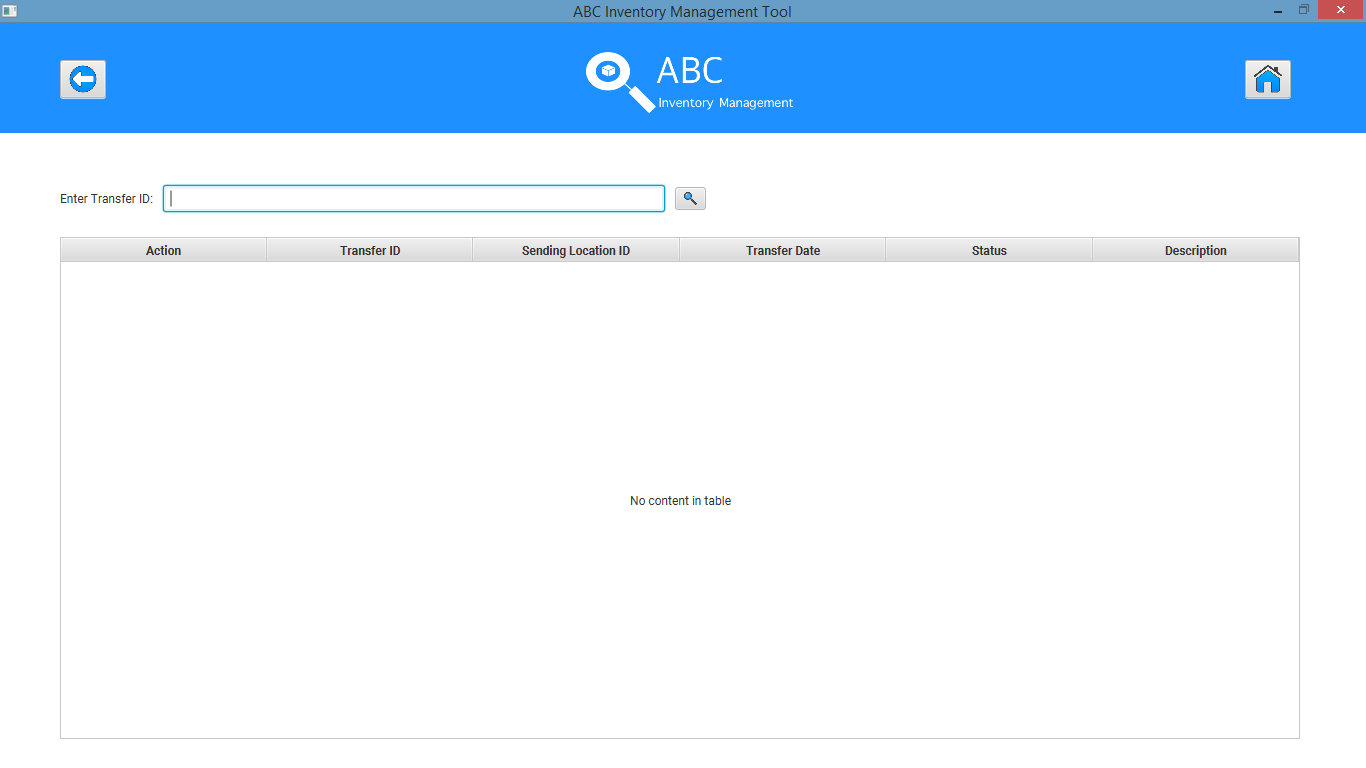 ABC Inventory Management Tool
ABC
Inventory Management
Enter Transfer ID:
Action Transfer ID Sending Location ID Transfer Date Status Description
No content in table